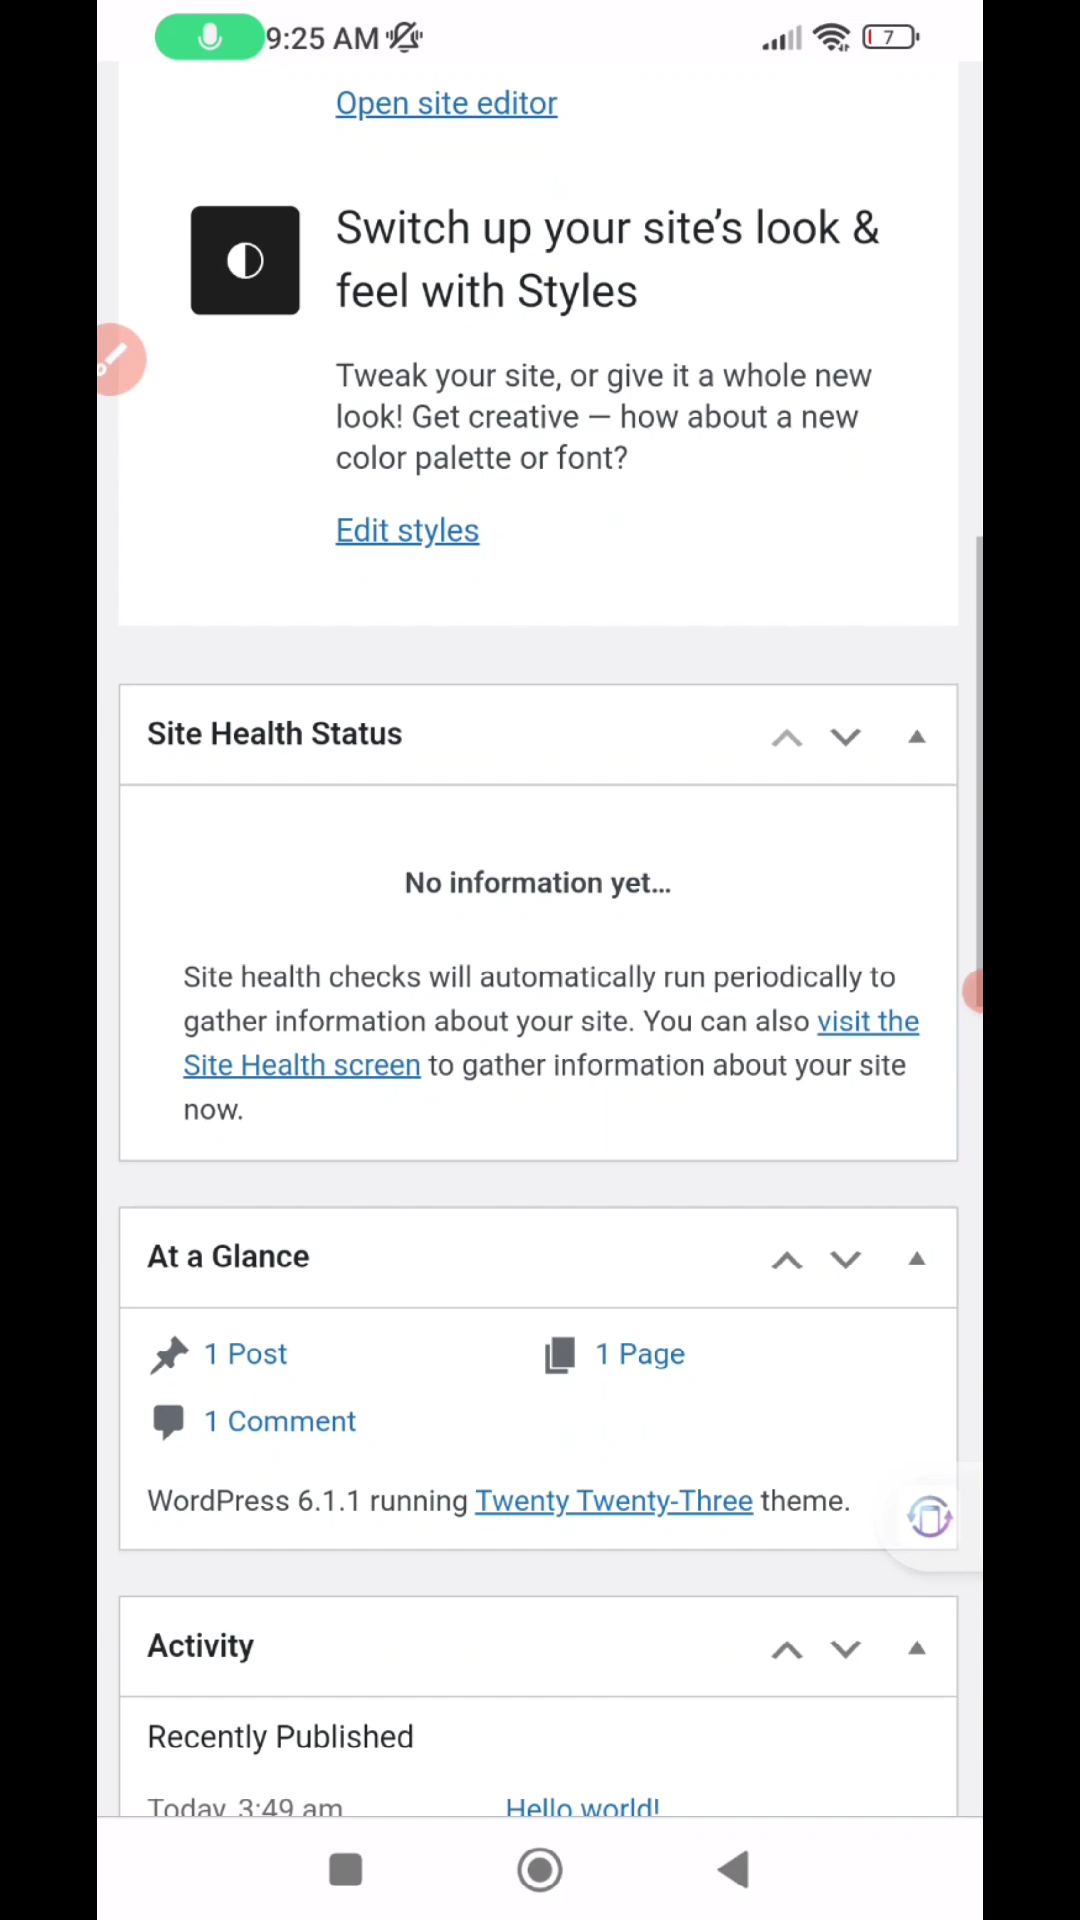 9:25 AM
7
Open site editor
Switch up your site’s look &
feel with Styles
Tweak your site, or give it a whole new
look! Get creative — how about a new
color palette or font?
Edit styles
Site Health Status
No information yet…
Site health checks will automatically run periodically to
gather information about your site. You can also visit the
Site Health screen to gather information about your site
now.
At a Glance
1 Post
1 Page
1 Comment
WordPress 6.1.1 running Twenty Twenty-Three theme.
Activity
Recently Published
Today, 3:49 am
Hello world!